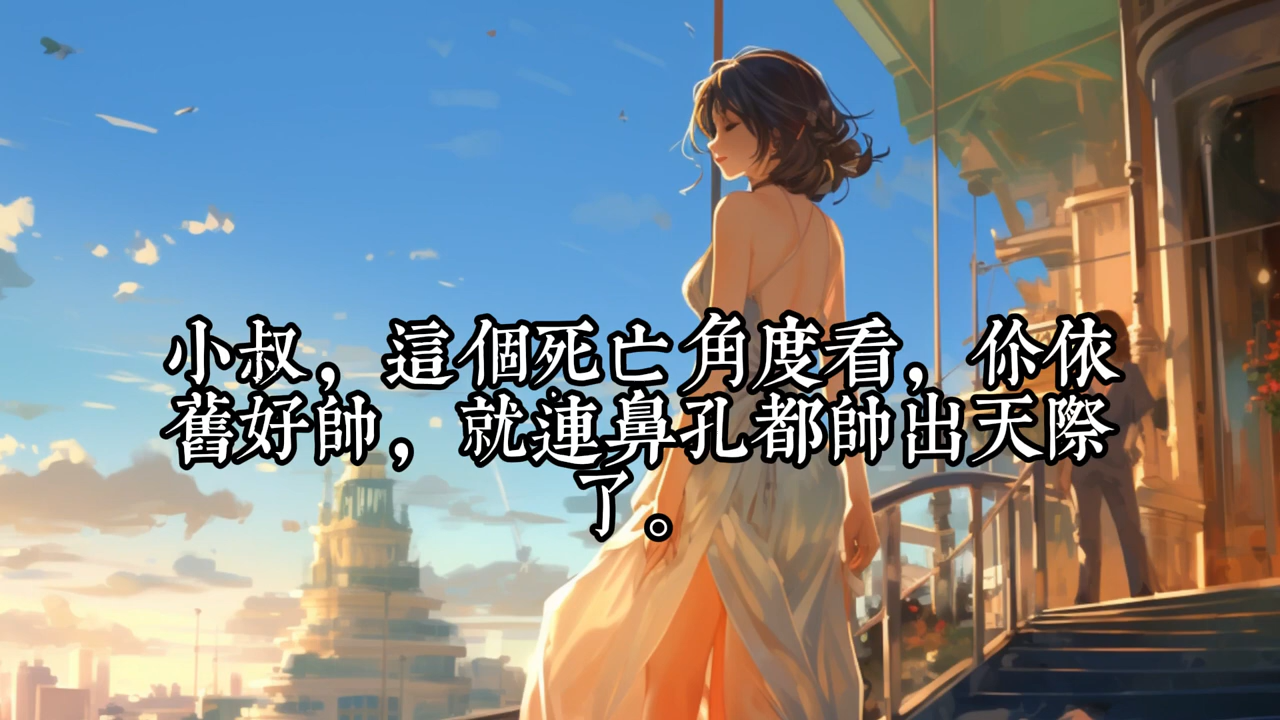 小叔，這個死亡角度看，你依
舊好帥，就連鼻孔都帥出天際
了。